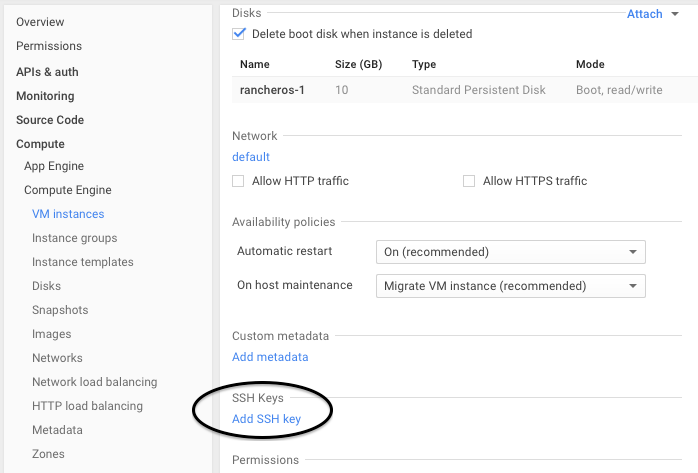 Overview
Permissions
APIs & auth
Monitoring
Source Code
Compute
App Engine
Compute Engine
VM instances
Instance groups
Instance templates
Disks
Snapshots
Images
Networks
Network load balancing
HTTP load balancing
Metadata
Zones
Disks Attach
Delete boot disk when instance is deleted
Name Size (GB) Type Mode
rancheros-1 10 Standard Persistent Disk Boot, read/write
Network
default
Allow HTTP traffic Allow HTTPS traffic
Availability policies
Automatic restart On (recommended)
On host maintenance Migrate VM instance (recommended)
Custom metadata
Add metadata
SSH Keys
Add SSH key
Permissions